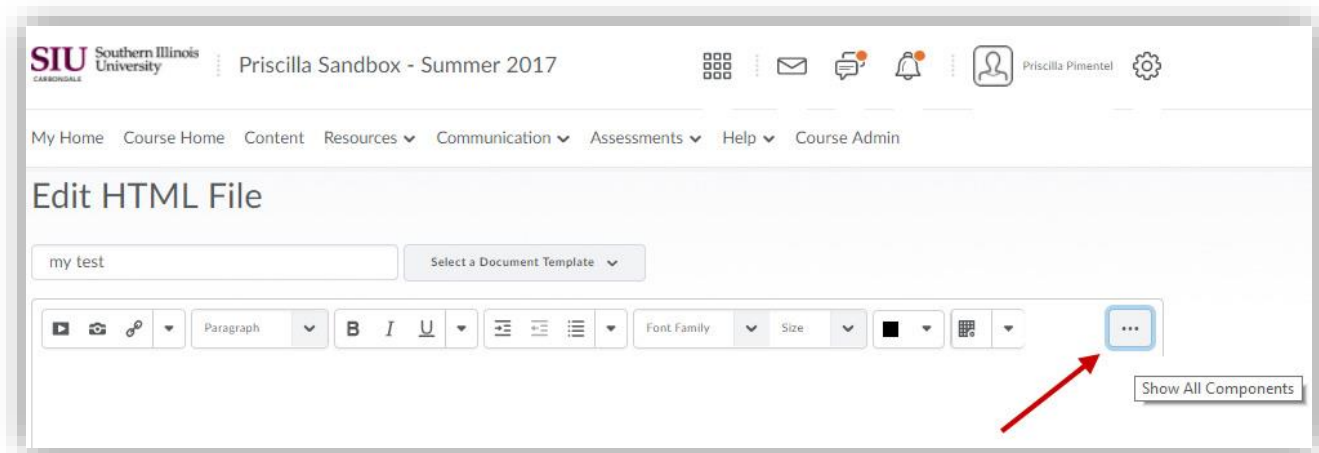 SIU Southern Illinois
University
CARBONDALE
Priscilla Sandbox - Summer 2017
Priscilla Pimentel
My Home Course Home Content Resources Communication Assessments Help Course Admin
Edit HTML File
my test
Select a Document Template
Paragraph B I U Font Family Size
Show All Components